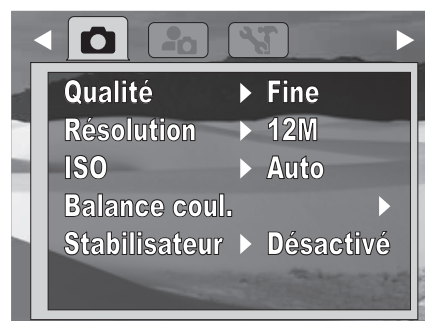 Qualité Fine
Résolution 12M
ISO Auto
Balance coul.
Stabilisateur Désactivé